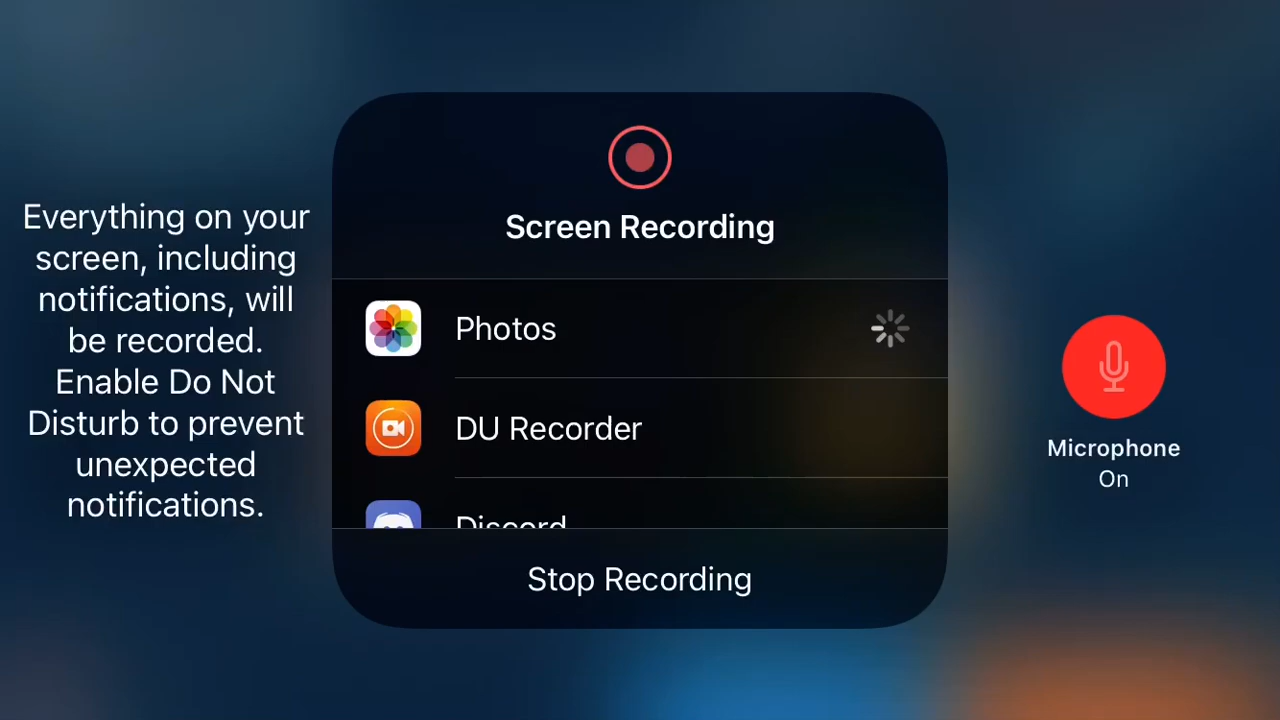 Everything on your
screen, including
notifications, will
be recorded.
Enable Do Not
Disturb to prevent
unexpected
notifications.
Screen Recording
Photos
DU Recorder
Discord
Stop Recording
Microphone
On